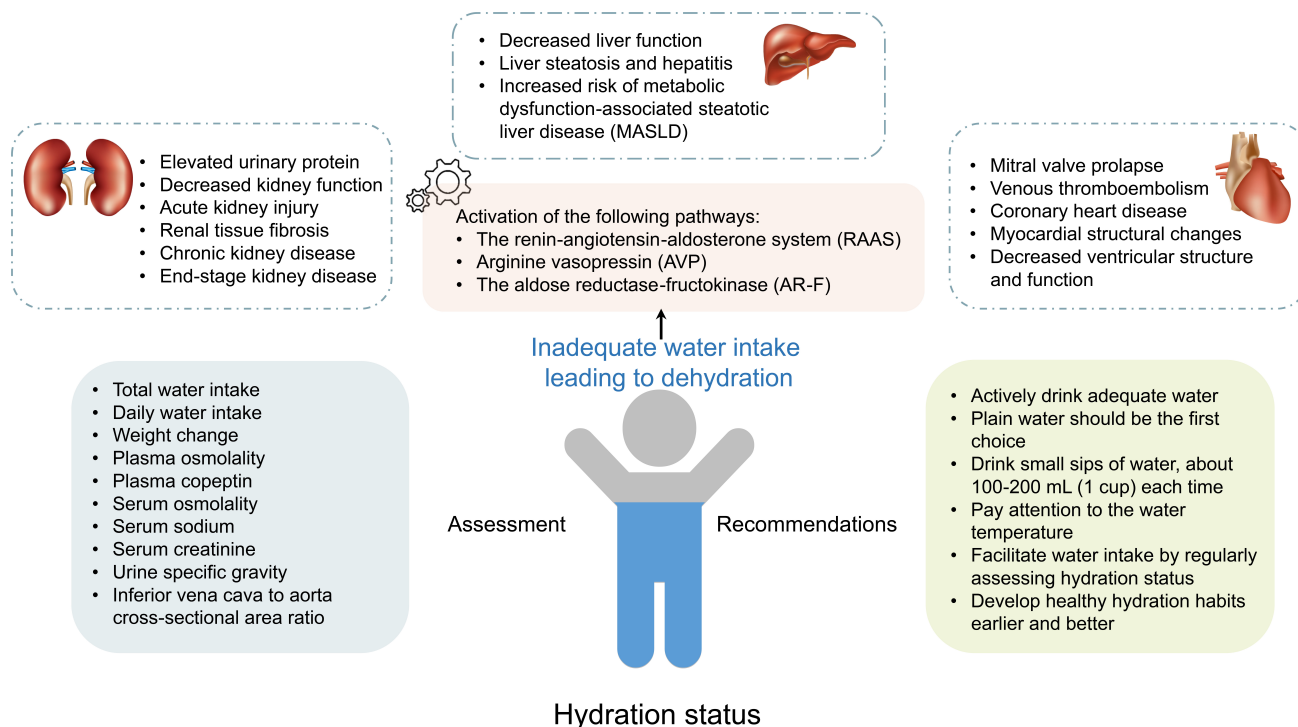 • Decreased liver function
• Liver steatosis and hepatitis
• Increased risk of metabolic
dysfunction-associated steatotic
liver disease (MASLD)
• Elevated urinary protein
• Decreased kidney function
• Acute kidney injury
• Renal tissue fibrosis
• Chronic kidney disease
• End-stage kidney disease
Activation of the following pathways:
• The renin-angiotensin-aldosterone system (RAAS)
• Arginine vasopressin (AVP)
• The aldose reductase-fructokinase (AR-F)
• Mitral valve prolapse
• Venous thromboembolism
• Coronary heart disease
• Myocardial structural changes
• Decreased ventricular structure
and function
Inadequate water intake
leading to dehydration
• Total water intake
• Daily water intake
• Weight change
• Plasma osmolality
• Plasma copeptin
• Serum osmolality
• Serum sodium
• Serum creatinine
• Urine specific gravity
• Inferior vena cava to aorta
cross-sectional area ratio
Assessment
Recommendations
• Actively drink adequate water
• Plain water should be the first
choice
• Drink small sips of water, about
100-200 mL (1 cup) each time
• Pay attention to the water
temperature
• Facilitate water intake by regularly
assessing hydration status
• Develop healthy hydration habits
earlier and better
Hydration status